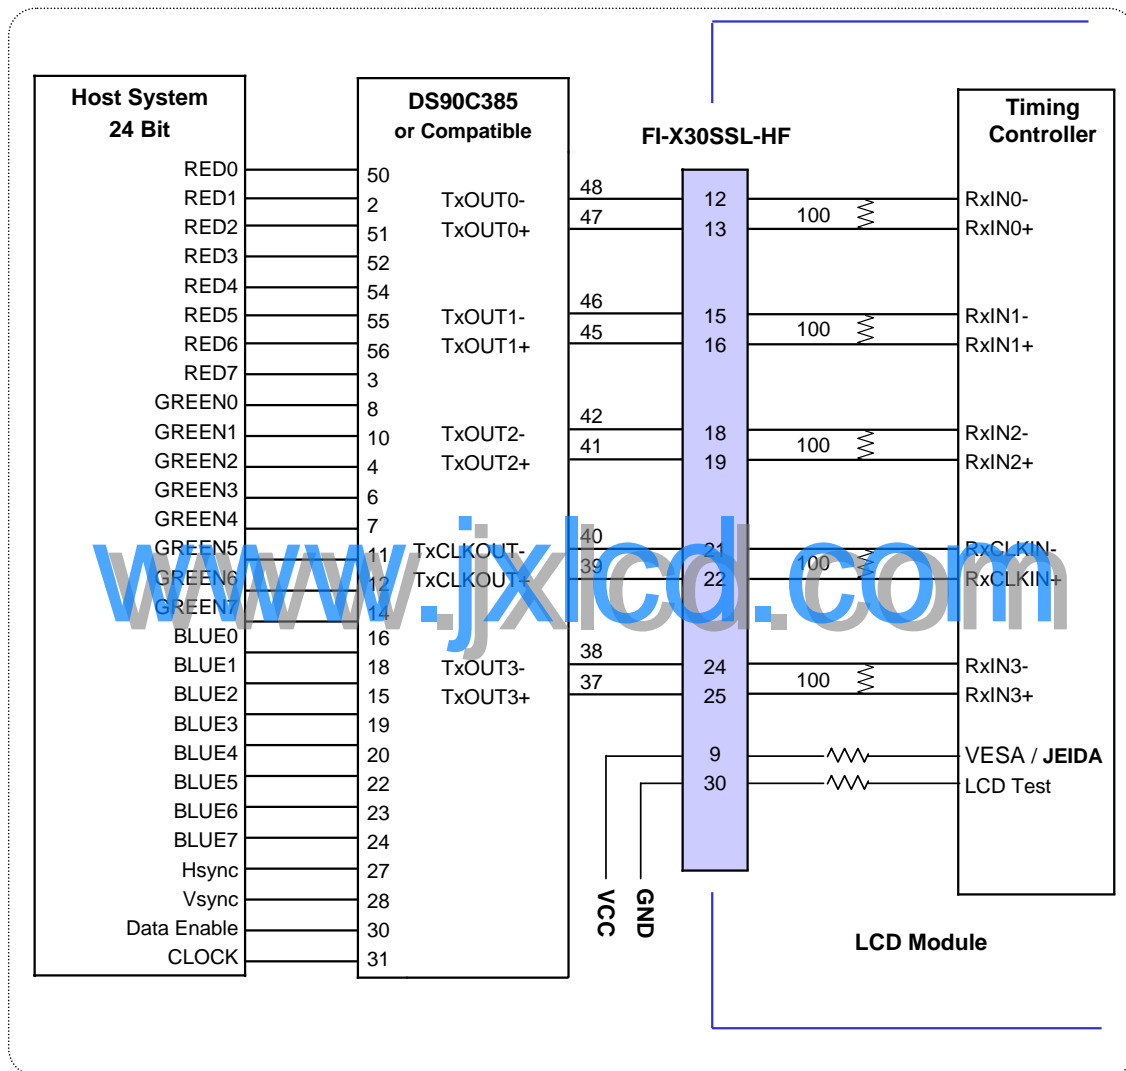 Host System
24 Bit
RED0
RED1
RED2
RED3
RED4
RED5
RED6
RED7
GREEN0
GREEN1
GREEN2
GREEN3
GREEN4
GREEN5
GREEN6
GREEN7
BLUE0
BLUE1
BLUE2
BLUE3
BLUE4
BLUE5
BLUE6
BLUE7
Hsync
Vsync
Data Enable
CLOCK
DS90C385
or Compatible
50
2
51
52
54
55
56
3
8
10
4
6
7
11
12
14
16
18
15
19
20
22
23
24
27
28
30
31
TxOUT0-
TxOUT0+
TxOUT1-
TxOUT1+
TxOUT2-
TxOUT2+
TxCLKOUT-
TxCLKOUT+
TxOUT3-
TxOUT3+
48
47
46
45
42
41
40
39
38
37
FI-X30SSL-HF
12
13
15
16
18
19
21
22
24
25
9
30
VCC
GND
100
100
100
100
100
Timing
Controller
RxIN0-
RxIN0+
RxIN1-
RxIN1+
RxIN2-
RxIN2+
RxCLKIN-
RxCLKIN+
RxIN3-
RxIN3+
VESA / JEIDA
LCD Test
LCD Module
www.jxlcd.com